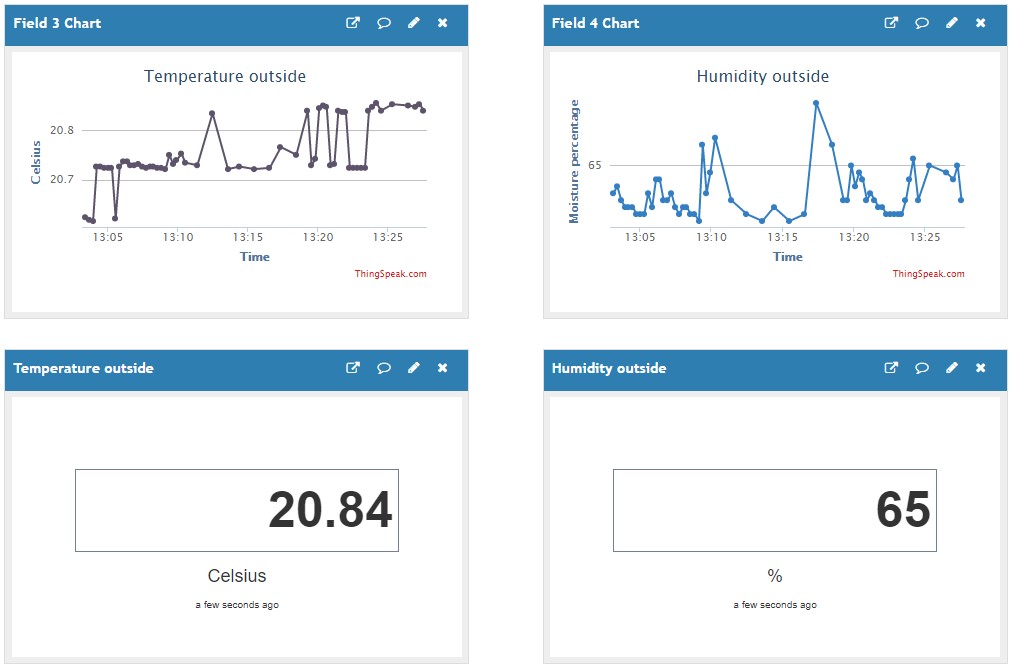 Field 3 Chart
Temperature outside
Celsius
20.8
20.7
13:05 13:10 13:15 13:20 13:25
Time
ThingSpeak.com
Field 4 Chart
Humidity outside
Moisture percentage
65
13:05 13:10 13:15 13:20 13:25
Time
ThingSpeak.com
Temperature outside
20.84
Celsius
a few seconds ago
Humidity outside
65
%
a few seconds ago